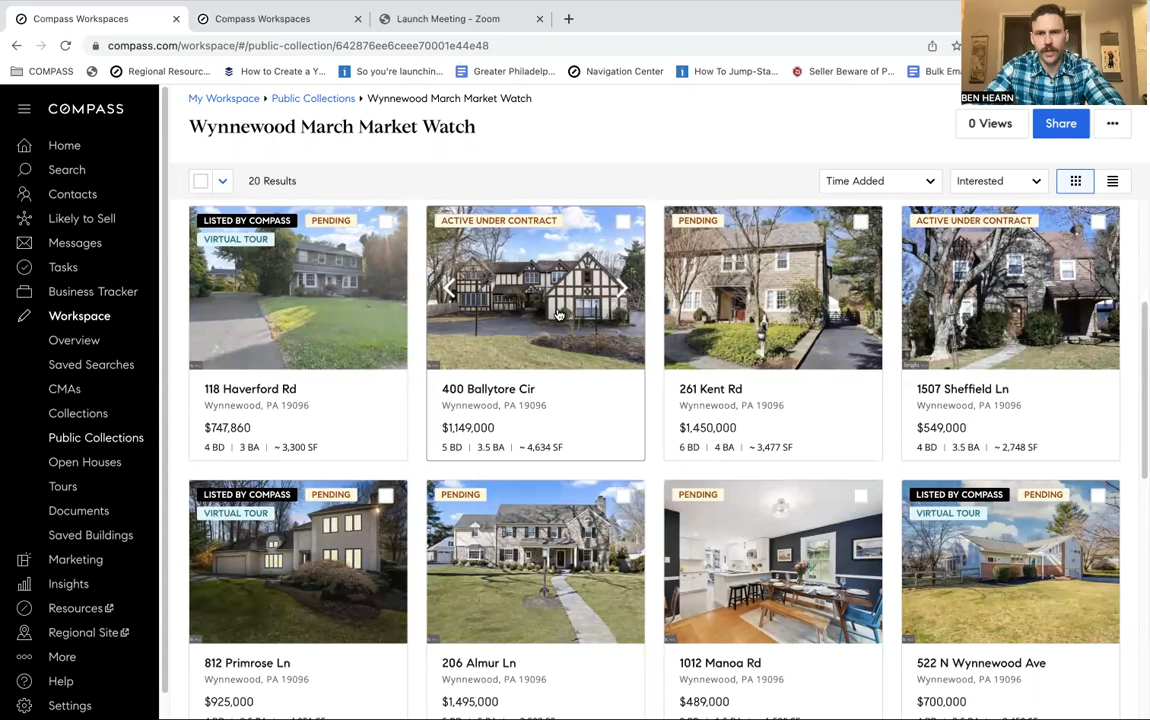 Compass Workspaces
Compass Workspaces
Launch Meeting - Zoom
compass.com/workspace/#/public-collection/642876ee6ceee70001e44e48
COMPASS
Regional Resourc...
How to Create a Y...
So you're launchin...
Greater Philadelp...
Navigation Center
How To Jump-Sta...
Seller Beware of P...
Bulk Ema
BEN HEARN
COMPASS
Home
Search
Contacts
Likely to Sell
Messages
Tasks
Business Tracker
Workspace
Overview
Saved Searches
CMAs
Collections
Public Collections
Open Houses
Tours
Documents
Saved Buildings
Marketing
Insights
Resources
Regional Site
More
Help
Settings
My Workspace
Public Collections
Wynnewood March Market Watch
Wynnewood March Market Watch
0 Views
Share
20 Results
Time Added
Interested
LISTED BY COMPASS
PENDING
VIRTUAL TOUR
118 Haverford Rd
Wynnewood, PA 19096
$747,860
4 BD | 3 BA | ~ 3,300 SF
ACTIVE UNDER CONTRACT
400 Ballytore Cir
Wynnewood, PA 19096
$1,149,000
5 BD | 3.5 BA | ~ 4,634 SF
PENDING
261 Kent Rd
Wynnewood, PA 19096
$1,450,000
6 BD | 4 BA | ~ 3,477 SF
ACTIVE UNDER CONTRACT
1507 Sheffield Ln
Wynnewood, PA 19096
$549,000
4 BD | 3.5 BA | ~ 2,748 SF
LISTED BY COMPASS
PENDING
VIRTUAL TOUR
812 Primrose Ln
Wynnewood, PA 19096
$925,000
PENDING
206 Almur Ln
Wynnewood, PA 19096
$1,495,000
PENDING
1012 Manoa Rd
Wynnewood, PA 19096
$489,000
LISTED BY COMPASS
PENDING
VIRTUAL TOUR
522 N Wynnewood Ave
Wynnewood, PA 19096
$700,000